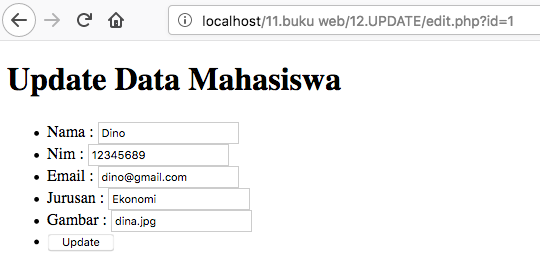 localhost/11.buku web/12.UPDATE/edit.php?id=1
Update Data Mahasiswa
Nama : Dino
Nim : 12345689
Email : dino@gmail.com
Jurusan : Ekonomi
Gambar : dina.jpg
Update